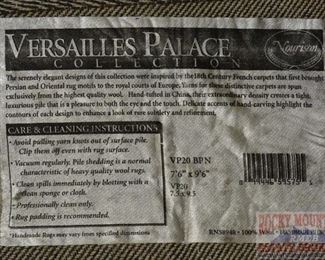 VERSAILLES PALACE
COLLECTION
Nourison
The serenely elegant designs of this collection were inspired by the 18th Century French carpets that first brought
Persian and Oriental rug motifs to the royal courts of Europe. Yarns for these distinctive carpets are spun
exclusively from the highest quality wool. Hand-tufted in China, their extraordinary density creates a tight,
luxurious pile that is a pleasure to both the eye and the touch. Delicate accents of hand-carving highlight the
contours of each design to enhance a look of rare subtlety and refinement.
CARE & CLEANING INSTRUCTIONS
• Avoid pulling yarn knots out of surface pile.
Clip them off even with rug surface.
• Vacuum regularly. Pile shedding is a normal
characteristic of heavy quality wool rugs.
• Clean spills immediately by blotting with a
clean sponge or cloth.
• Professionally clean only.
• Rug padding is recommended.
*Handmade Rugs may vary from specified dimensions
VP20 BPN
7'6" x 9'6"
VP20
7.5 x 9.5
100%
ROCKY MOUNT